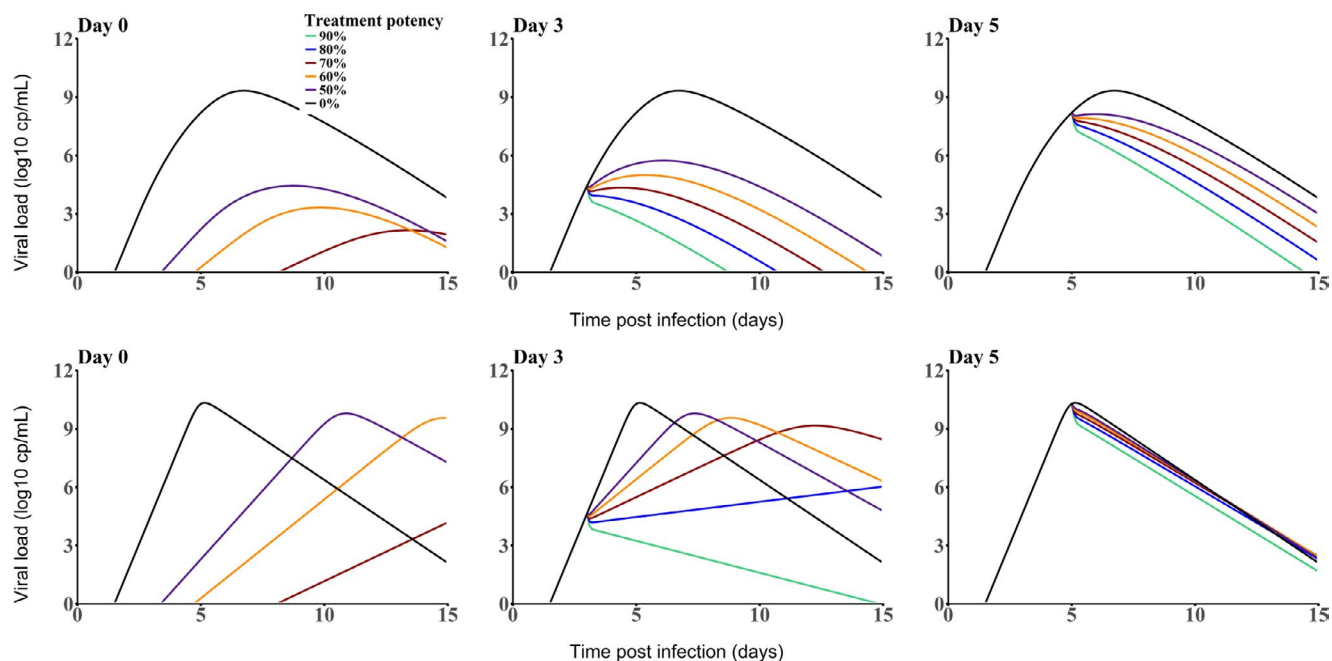 Day 0
Treatment potency
90%
80%
70%
60%
50%
0%
Viral load (log10 cp/mL)
12
9
6
3
0
0 5 10 15
Day 3
12
9
6
3
0
0 5 10 15
Day 5
12
9
6
3
0
0 5 10 15
Time post infection (days)
Day 0
Viral load (log10 cp/mL)
12
9
6
3
0
0 5 10 15
Day 3
12
9
6
3
0
0 5 10 15
Day 5
12
9
6
3
0
0 5 10 15
Time post infection (days)